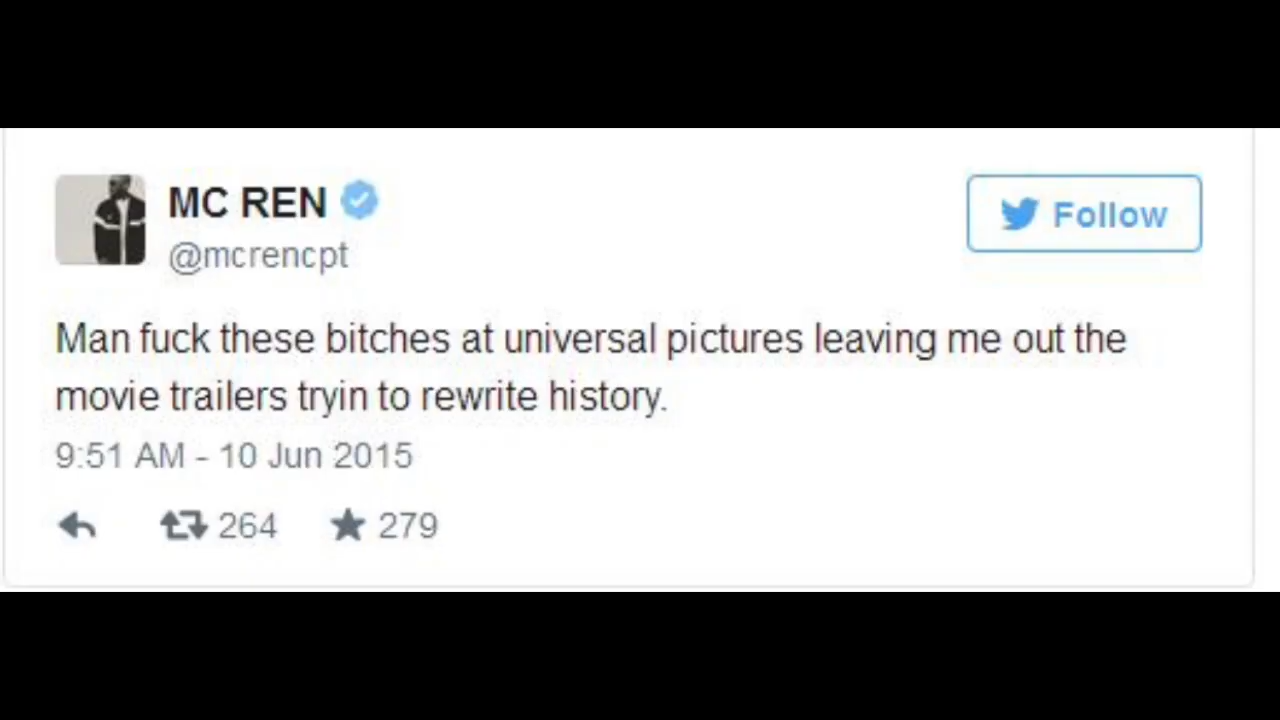 MC REN
@mcrencpt
Follow
Man fuck these bitches at universal pictures leaving me out the
movie trailers tryin to rewrite history.
9:51 AM - 10 Jun 2015
264 279